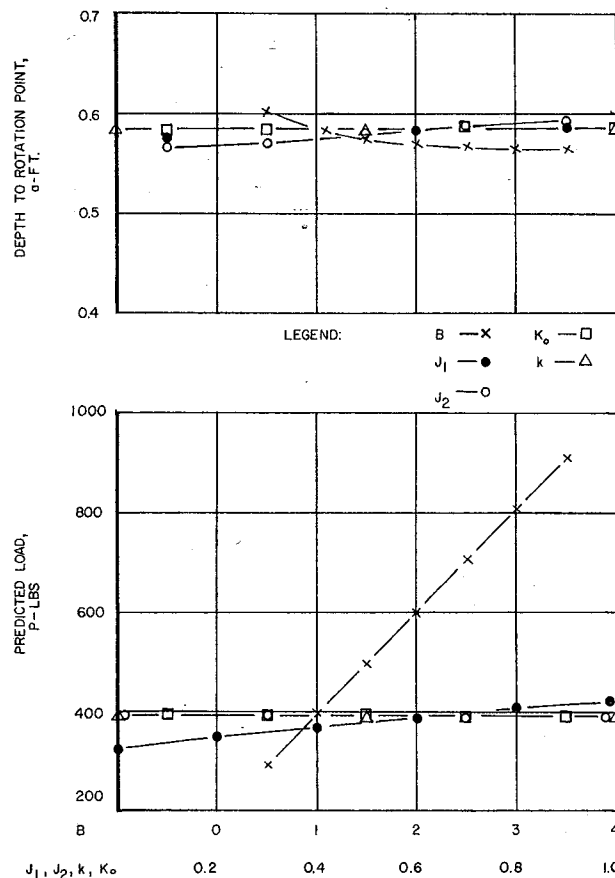 0.7
0.6
0.5
0.4
DEPTH TO ROTATION POINT,
a-FT.
LEGEND:
B
K₀
J₁
k
J₂
1000
800
600
400
200
PREDICTED LOAD,
P-LBS
B 0 1 2 3 4
J₁, J₂, k, K₀ 0.2 0.4 0.6 0.8 1.0